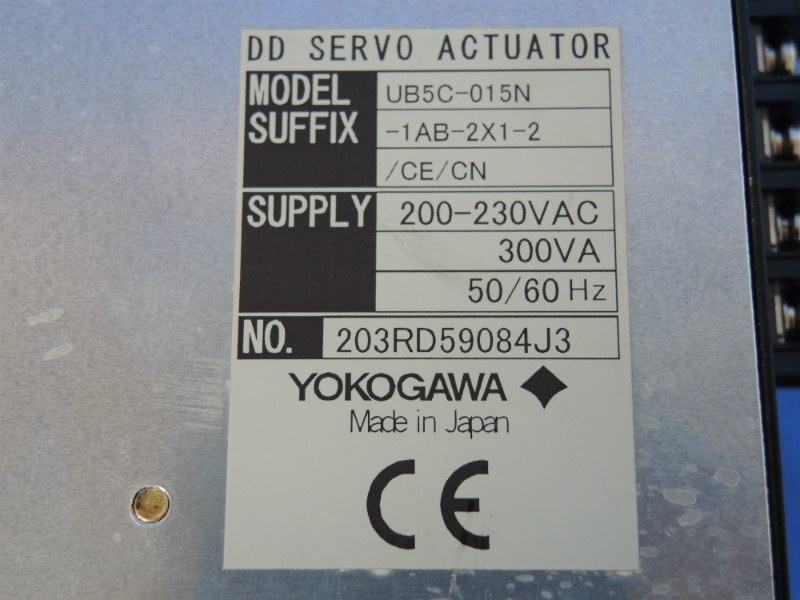 DD SERVO ACTUATOR
MODEL UB5C-015N
SUFFIX -1AB-2X1-2
/CE/CN
SUPPLY 200-230VAC
300VA
50/60 Hz
NO. 203RD59084J3
YOKOGAWA
Made in Japan
CE